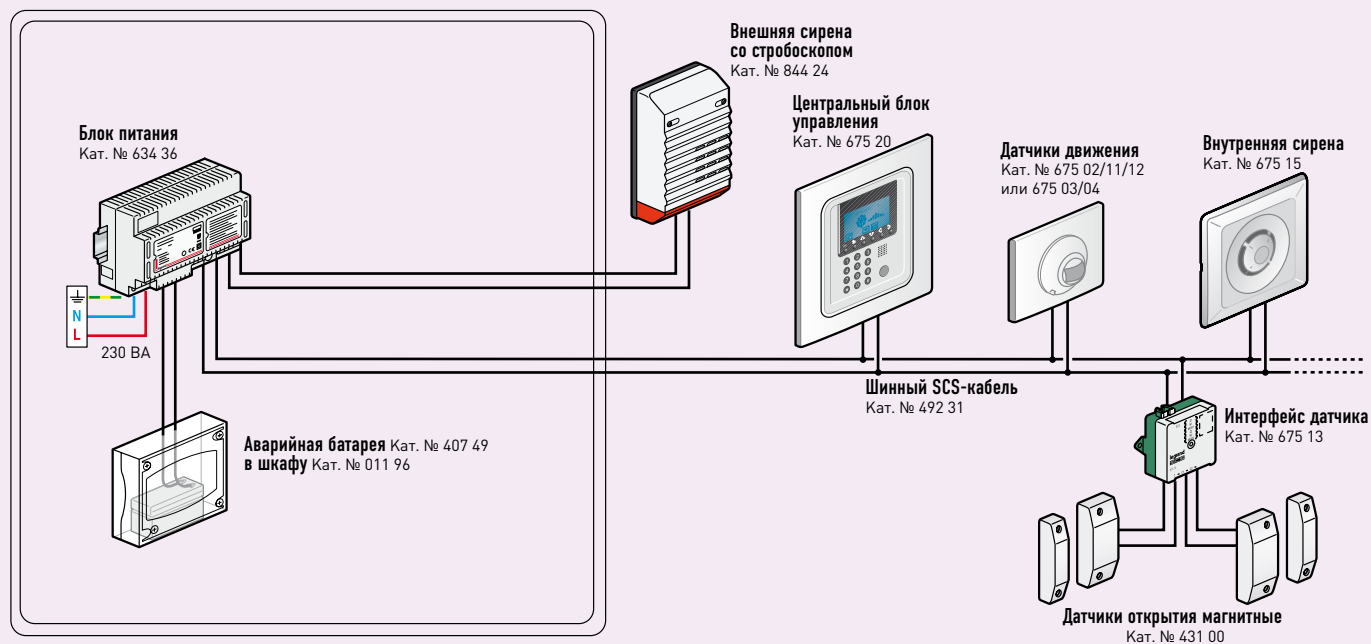 Внешняя сирена
со стробоскопом
Кат. № 844 24
Центральный блок
управления
Кат. № 675 20
Блок питания
Кат. № 634 36
Датчики движения
Кат. № 675 02/11/12
или 675 03/04
Внутренняя сирена
Кат. № 675 15
N
L
230 ВА
Шинный SCS-кабель
Кат. № 492 31
Интерфейс датчика
Кат. № 675 13
legrand
Аварийная батарея Кат. № 407 49
в шкафу Кат. № 011 96
Датчики открытия магнитные
Кат. № 431 00